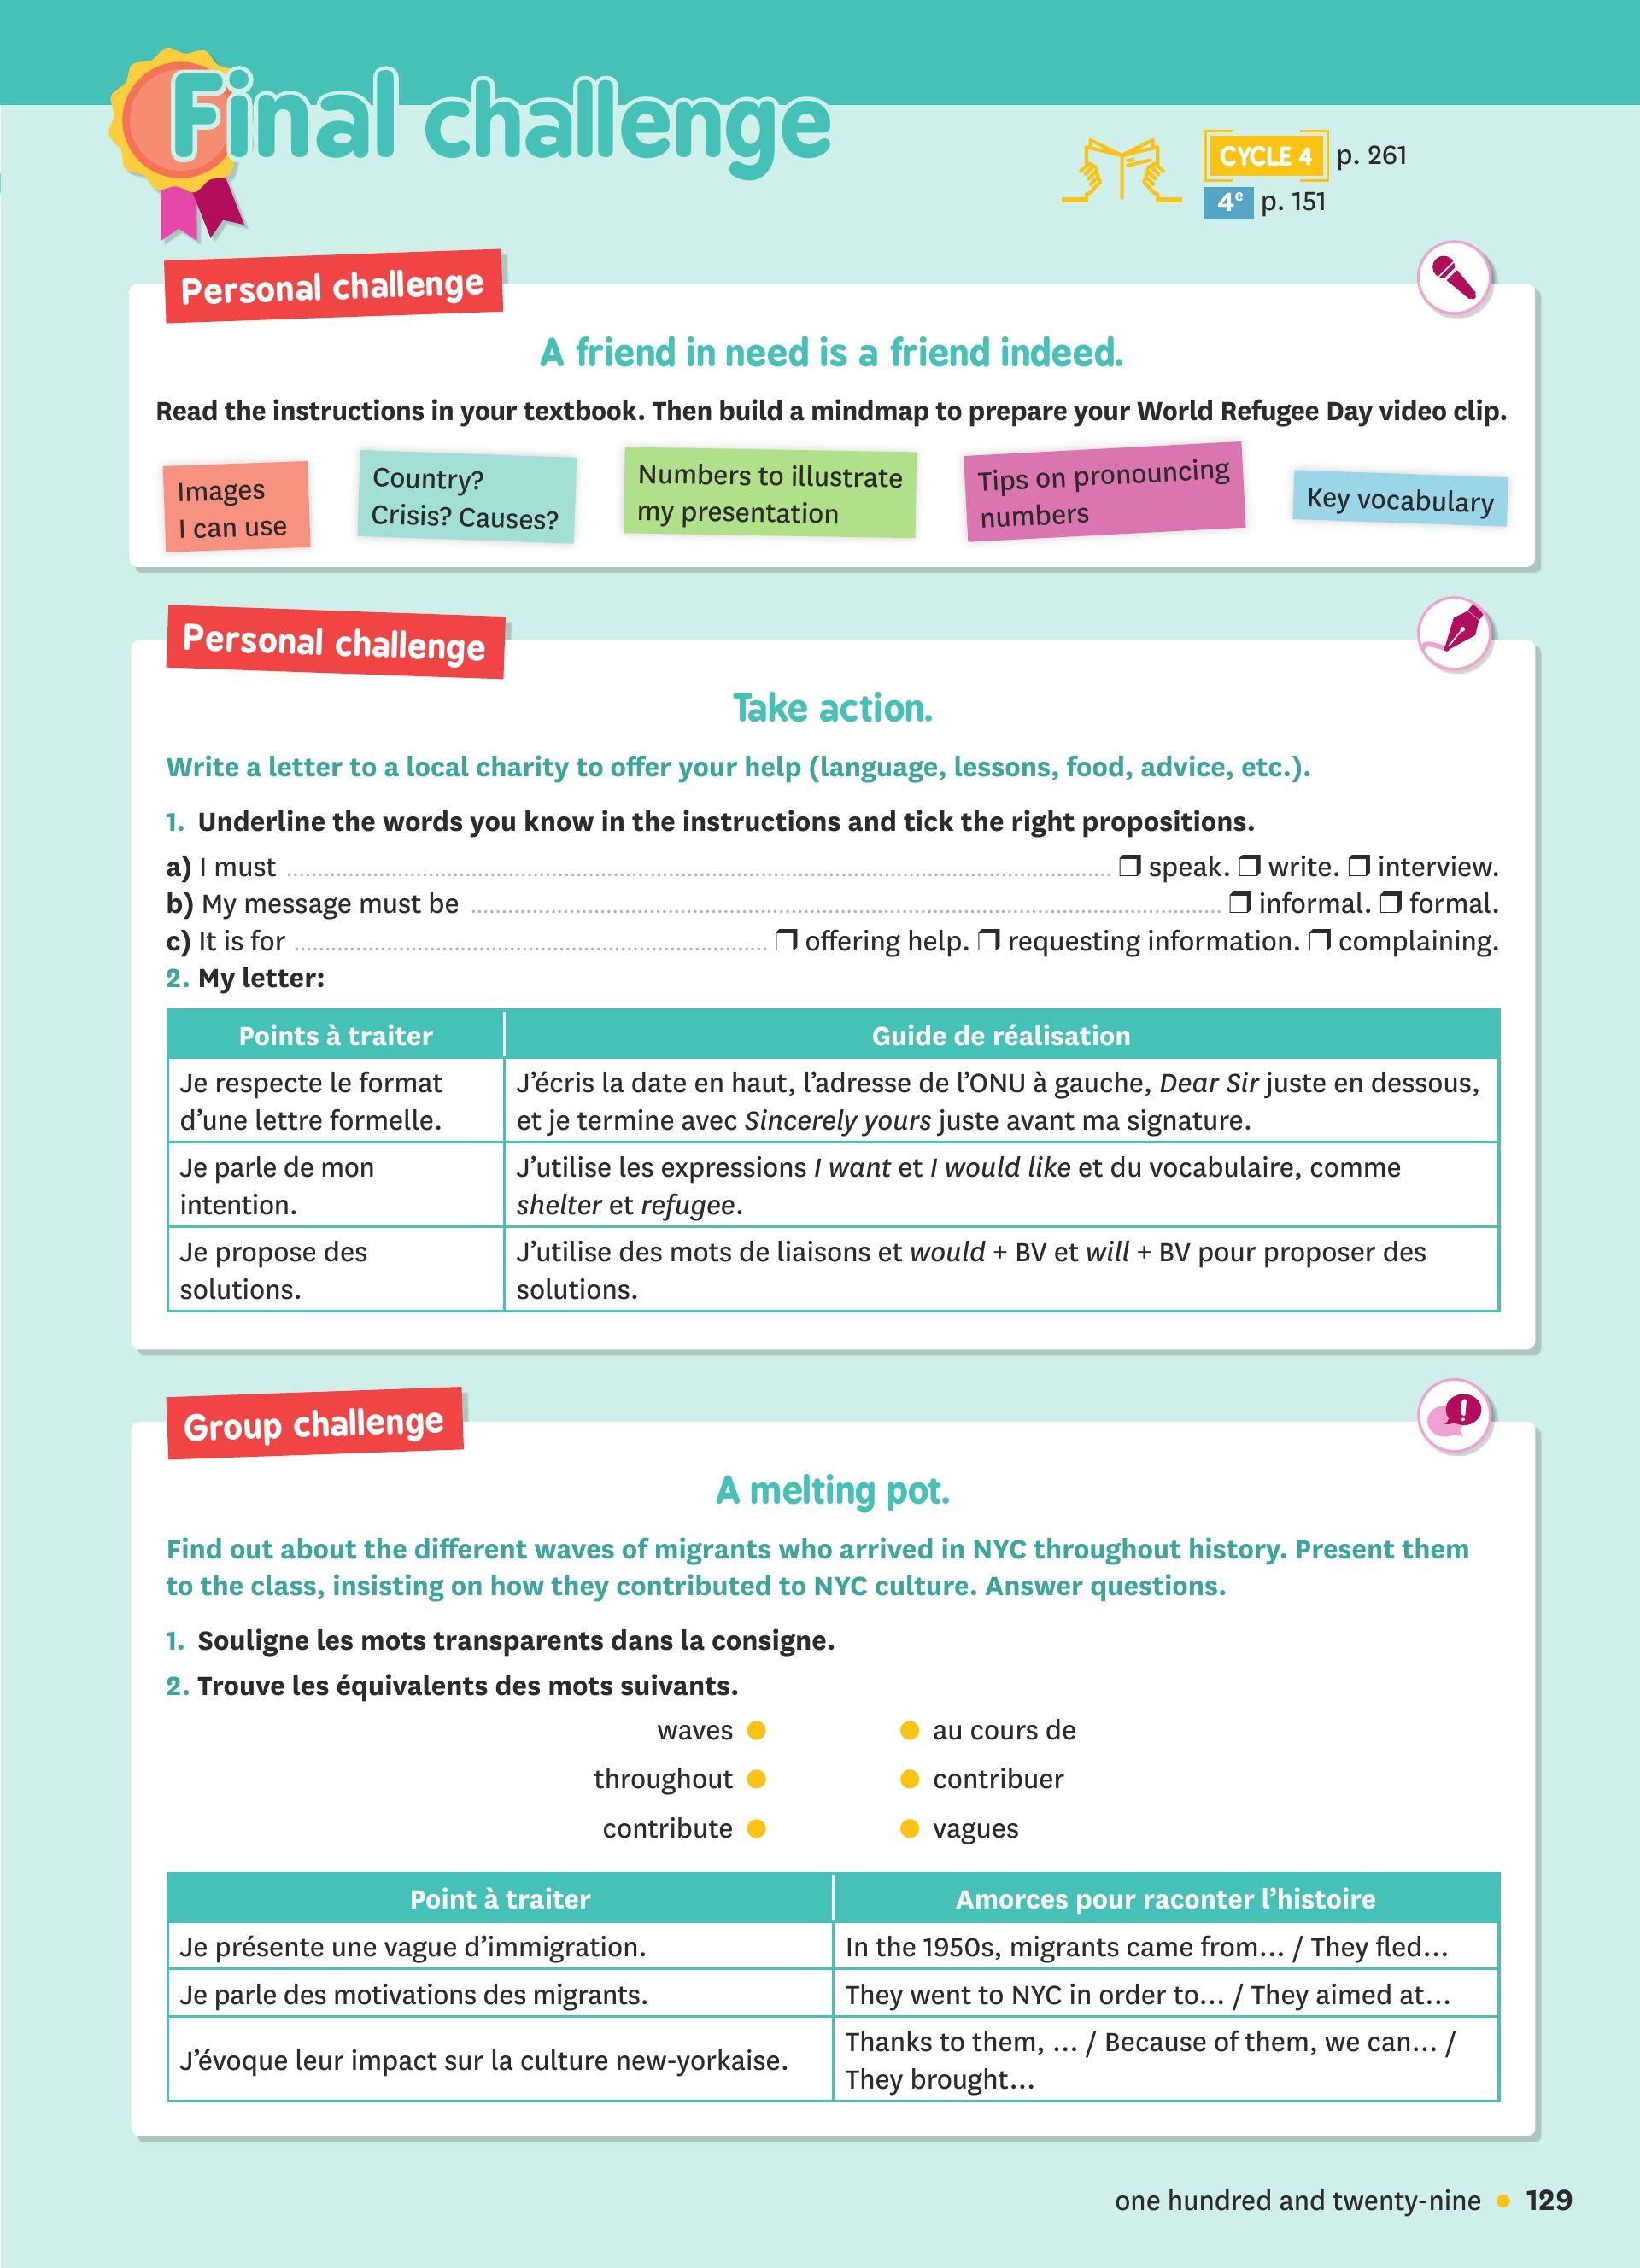 Final challenge
CYCLE 4 p. 261
4e p. 151
Personal challenge
A friend in need is a friend indeed.
Read the instructions in your textbook. Then build a mindmap to prepare your World Refugee Day video clip.
Images
I can use
Country?
Crisis? Causes?
Numbers to illustrate
my presentation
Tips on pronouncing
numbers
Key vocabulary
Personal challenge
Take action.
Write a letter to a local charity to offer your help (language, lessons, food, advice, etc.).
1. Underline the words you know in the instructions and tick the right propositions.
a) I must ........ ❒ speak. ❒ write. ❒ interview.
b) My message must be ........ ❒ informal. ❒ formal.
c) It is for ........ ❒ offering help. ❒ requesting information. ❒ complaining.
2. My letter:
Points à traiter Guide de réalisation
Je respecte le format
d'une lettre formelle.
J'écris la date en haut, l'adresse de l'ONU à gauche, Dear Sir juste en dessous,
et je termine avec Sincerely yours juste avant ma signature.
Je parle de mon
intention.
J'utilise les expressions I want et I would like et du vocabulaire, comme
shelter et refugee.
Je propose des
solutions.
J'utilise des mots de liaisons et would + BV et will + BV pour proposer des
solutions.
Group challenge
A melting pot.
Find out about the different waves of migrants who arrived in NYC throughout history. Present them
to the class, insisting on how they contributed to NYC culture. Answer questions.
1. Souligne les mots transparents dans la consigne.
2. Trouve les équivalents des mots suivants.
waves ● ● au cours de
throughout ● ● contribuer
contribute ● ● vagues
Point à traiter Amorces pour raconter l'histoire
Je présente une vague d'immigration. In the 1950s, migrants came from... / They fled...
Je parle des motivations des migrants. They went to NYC in order to... / They aimed at...
J'évoque leur impact sur la culture new-yorkaise.
Thanks to them, ... / Because of them, we can... /
They brought...
one hundred and twenty-nine ● 129